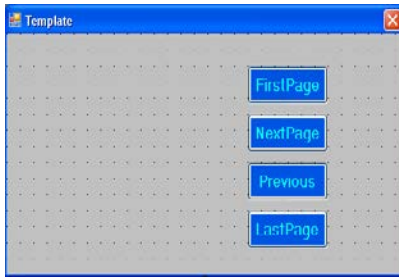 Template
FirstPage
NextPage
Previous
LastPage